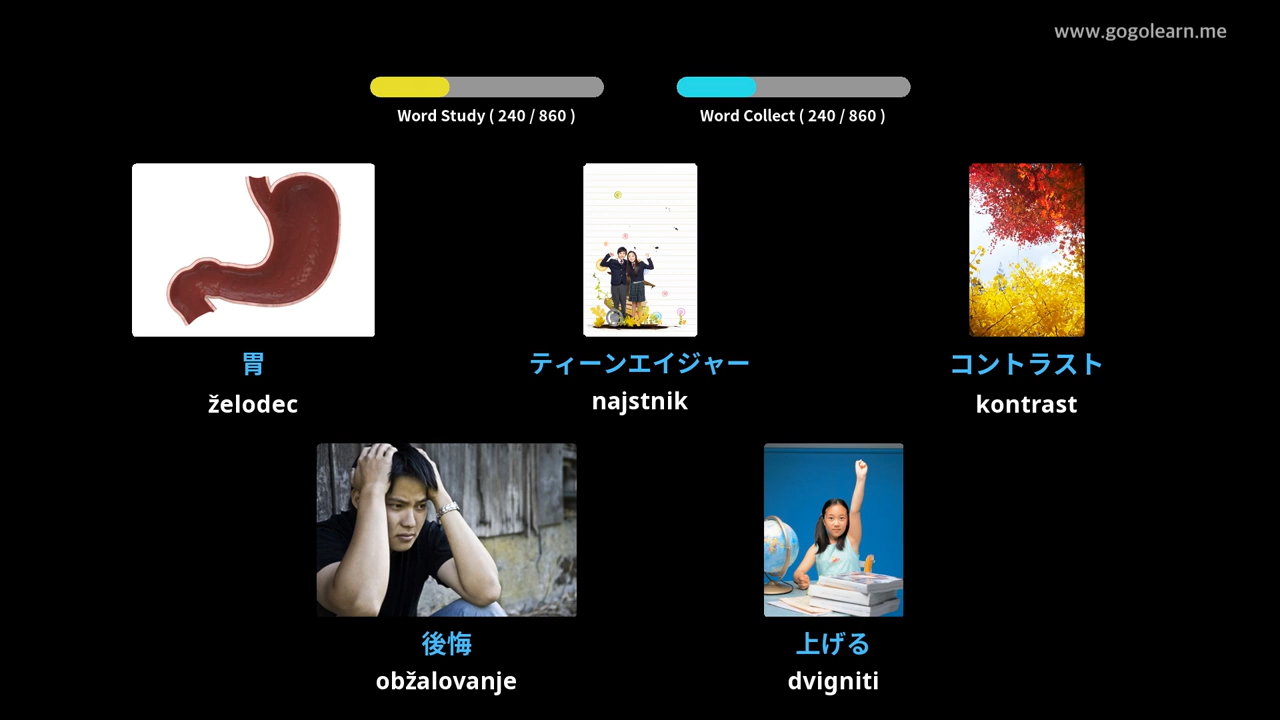 www.gogolearn.me
Word Study ( 240 / 860 )
Word Collect ( 240 / 860 )
胃
želodec
ティーンエイジャー
najstnik
コントラスト
kontrast
後悔
obžalovanje
上げる
dvigniti